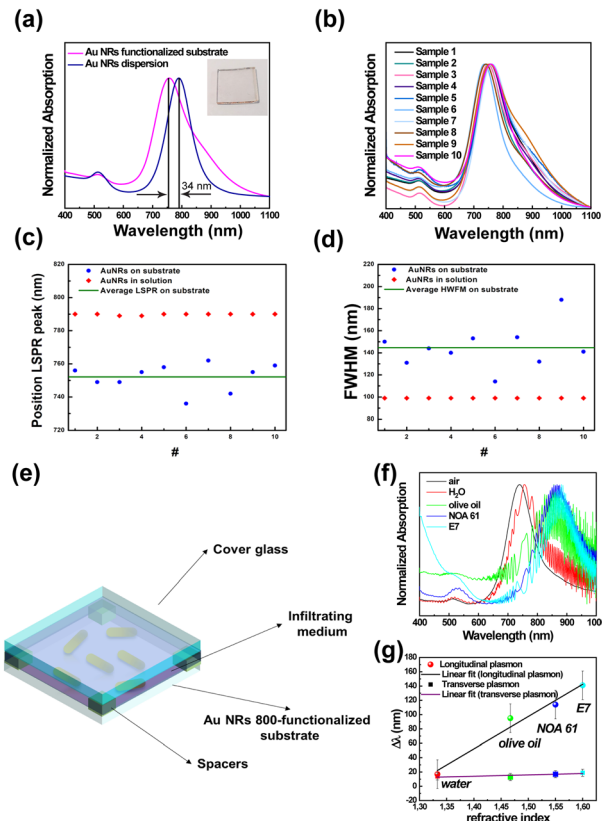 (a)
Normalized Absorption
Au NRs functionalized substrate
Au NRs dispersion
34 nm
400 500 600 700 800 900 1000 1100
Wavelength (nm)
(b)
Normalized Absorption
Sample 1
Sample 2
Sample 3
Sample 4
Sample 5
Sample 6
Sample 7
Sample 8
Sample 9
Sample 10
400 500 600 700 800 900 1000 1100
Wavelength (nm)
(c)
Position LSPR peak (nm)
AuNRs on substrate
AuNRs in solution
Average LSPR on substrate
820
800
780
760
740
720
2 4 6 8 10
#
(d)
FWHM (nm)
AuNRs on substrate
AuNRs in solution
Average HWFM on substrate
220
200
180
160
140
120
100
80
2 4 6 8 10
#
(e)
Cover glass
Infiltrating
medium
Au NRs 800-functionalized
substrate
Spacers
(f)
Normalized Absorption
air
H2O
olive oil
NOA 61
E7
400 500 600 700 800 900 100
Wavelength (nm)
(g)
Δλ (nm)
Longitudinal plasmon
Linear fit (longitudinal plasmon)
Transverse plasmon
Linear fit (transverse plasmon)
180
160
140
120
100
80
60
40
20
0
-20
water
olive oil
NOA 61
E7
1,30 1,35 1,40 1,45 1,50 1,55 1,60
refractive index